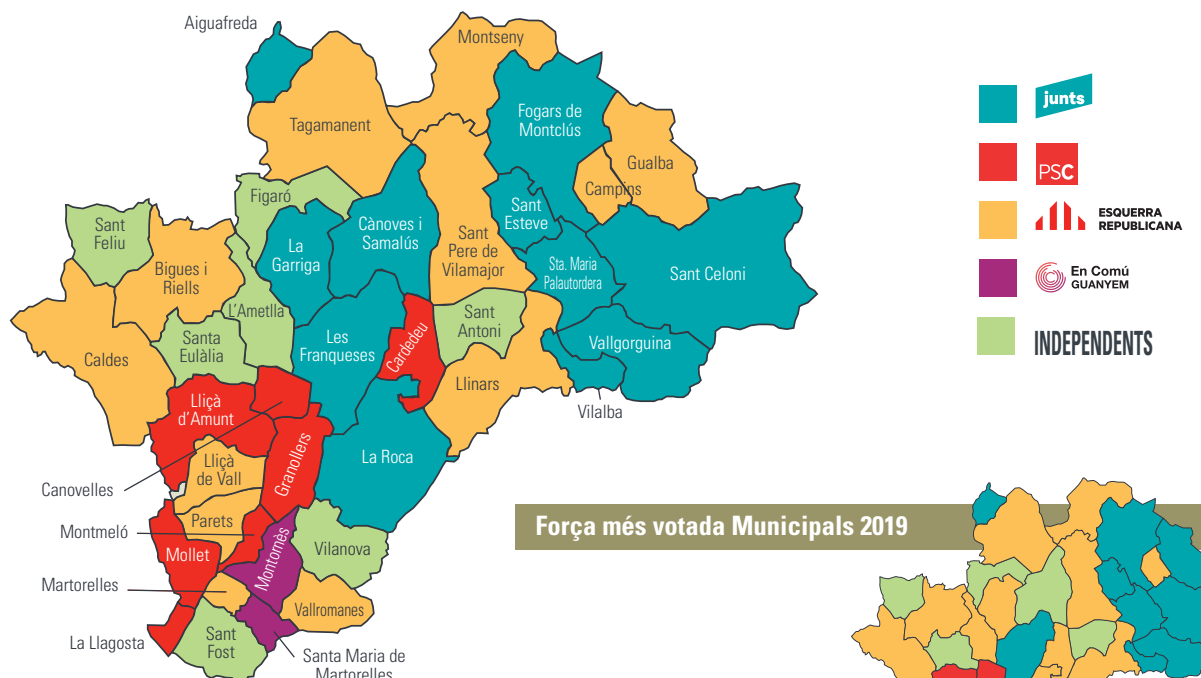 Aiguafreda
Montseny
Tagamanent
Fogars de
Montclús
Gualba
Campins
Figaró
Sant
Feliu
La
Garriga
Cànoves i
Samalús
Sant
Esteve
Sant
Pere de
Vilamajor
Bigues i
Riells
Sta. Maria
Palautordera
Sant Celoni
L'Ametlla
Sant
Antoni
Santa
Eulàlia
Les
Franqueses
Cardedeu
Vallgorguina
Caldes
Llinars
Vilalba
Lliçà
d'Amunt
La Roca
Lliçà
de Vall
Granollers
Canovelles
Parets
Montmeló
Mollet
Montornès
Vilanova
Martorelles
Vallromanes
La Llagosta
Sant
Fost
Santa Maria de
Martorelles
junts
PSC
ESQUERRA
REPUBLICANA
En Comú
GUANYEM
INDEPENDENTS
Força més votada Municipals 2019